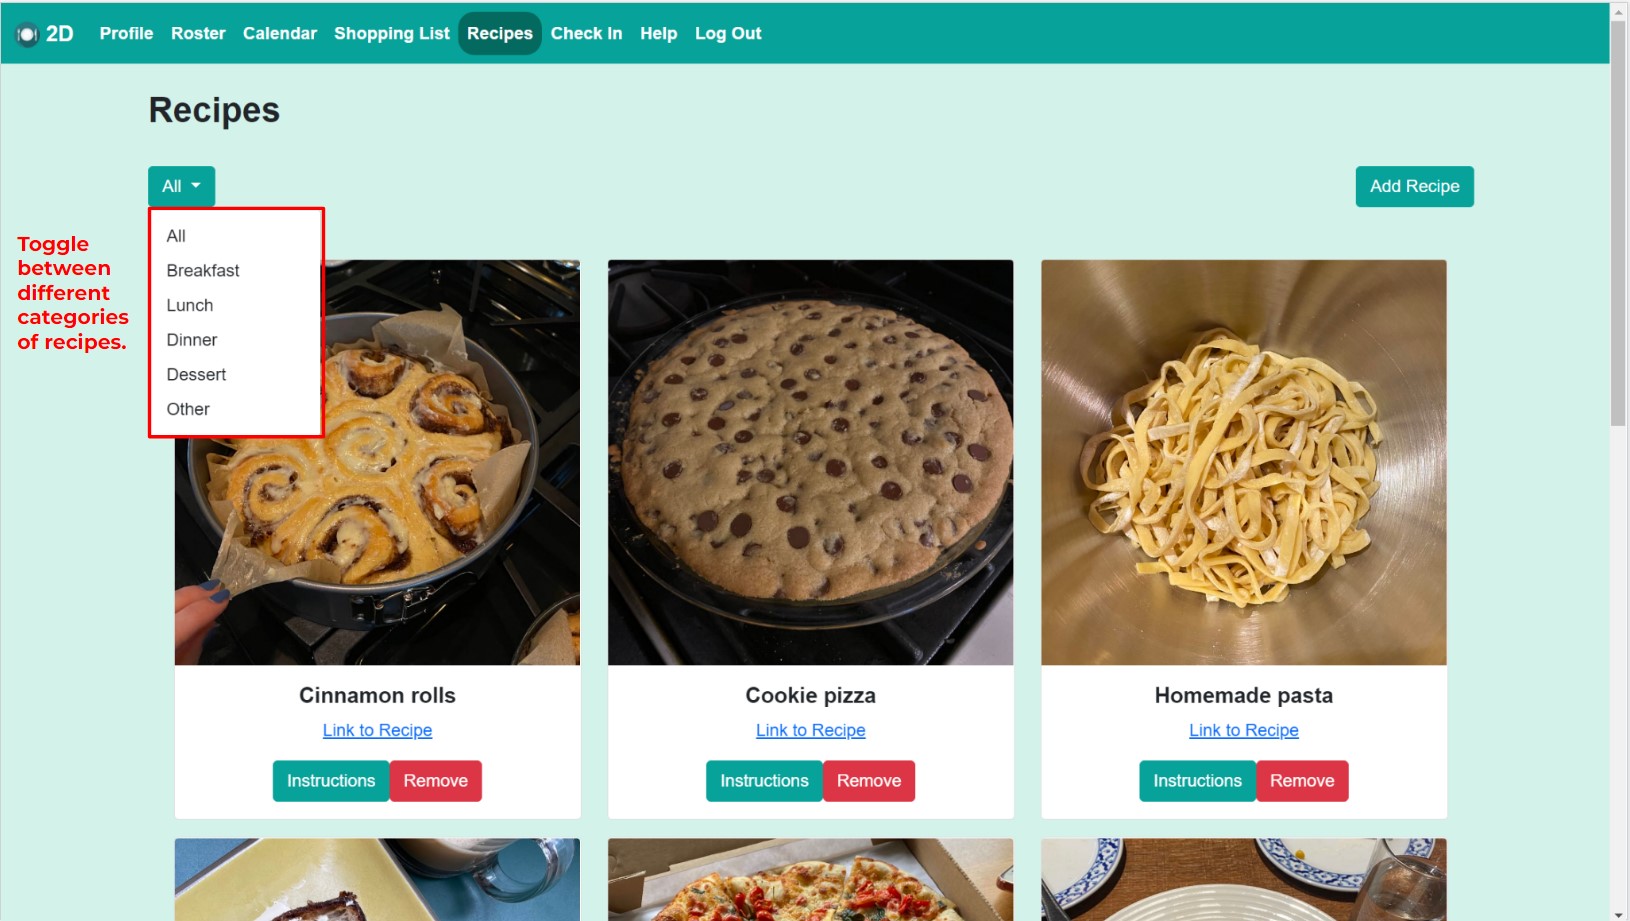 2D Profile Roster Calendar Shopping List Recipes Check In Help Log Out
Recipes
All
Add Recipe
Toggle
between
different
categories
of recipes.
All
Breakfast
Lunch
Dinner
Dessert
Other
Cinnamon rolls
Link to Recipe
Instructions Remove
Cookie pizza
Link to Recipe
Instructions Remove
Homemade pasta
Link to Recipe
Instructions Remove